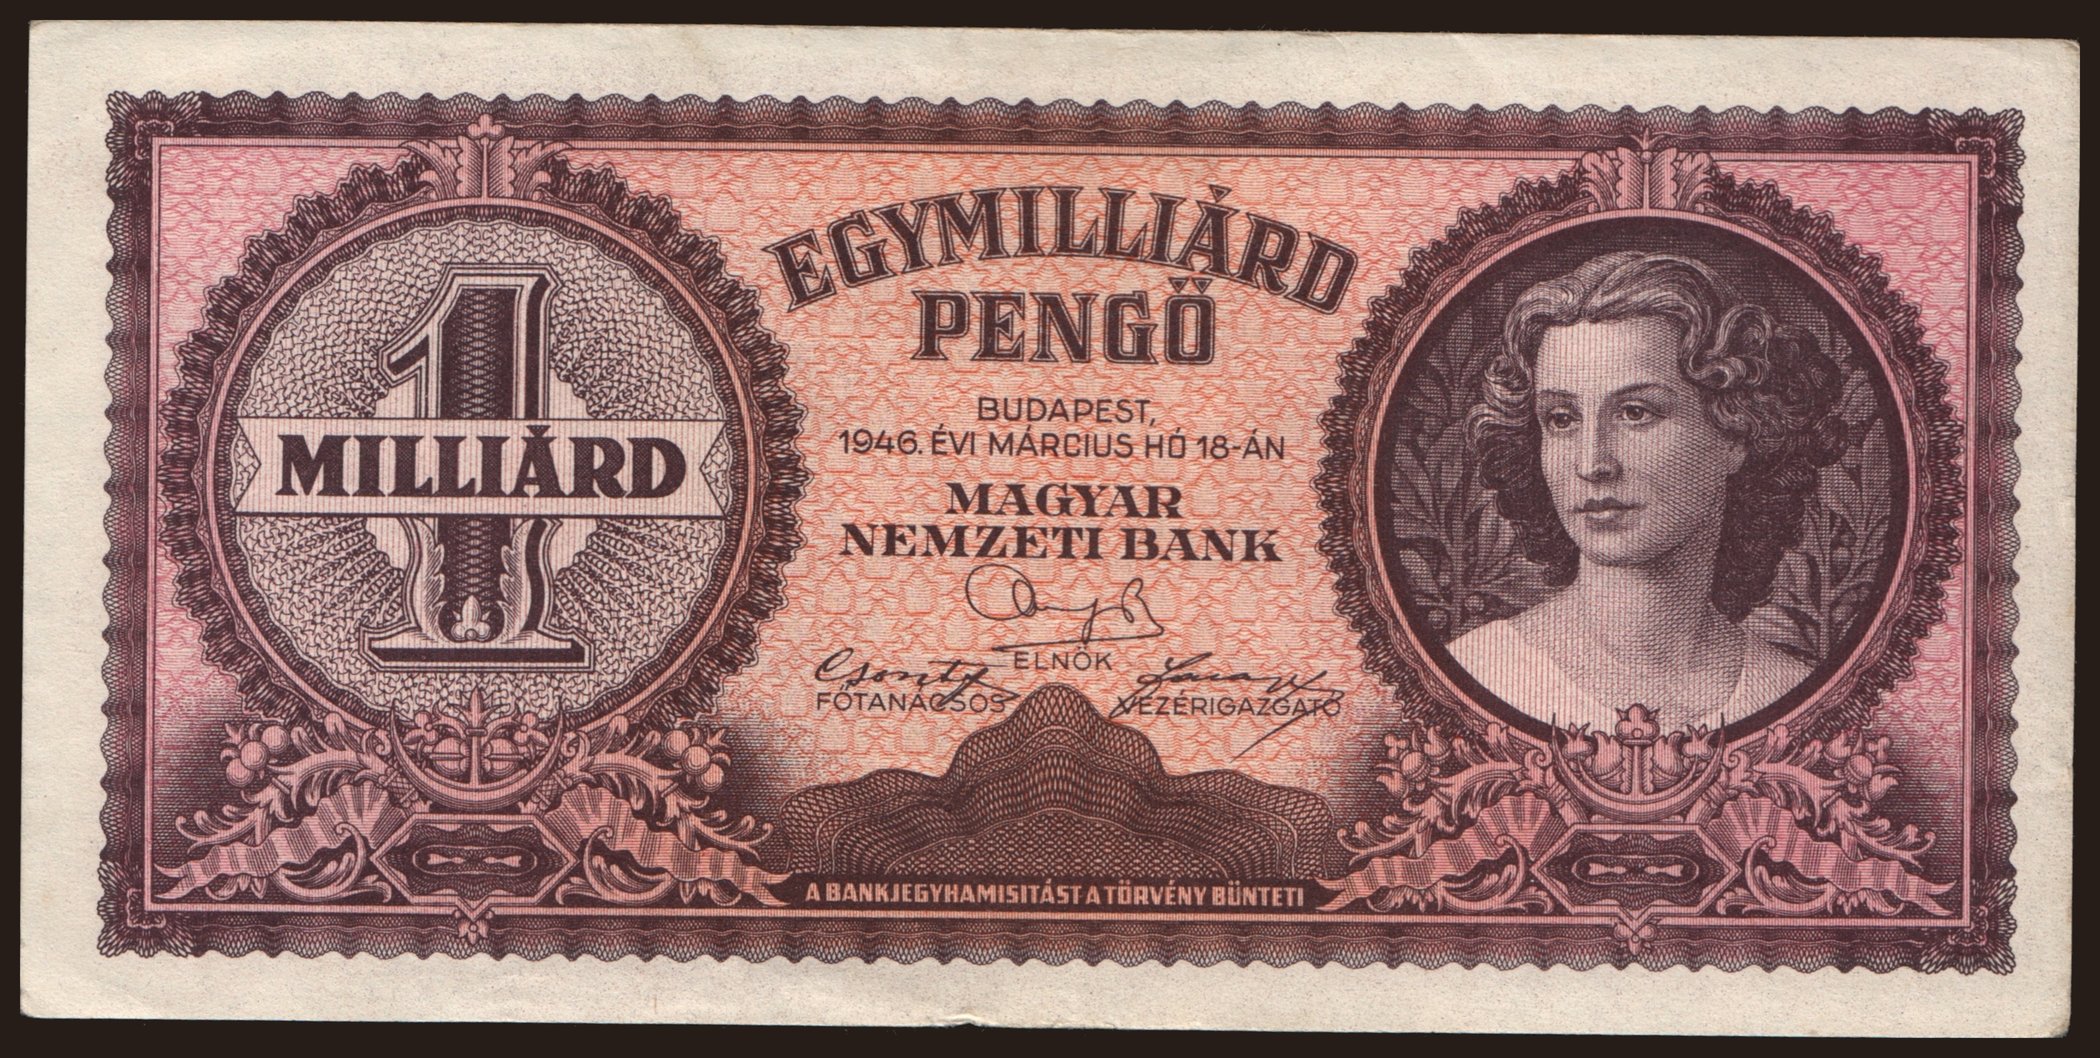 EGYMILLIÁRD
PENGŐ
1
MILLIÁRD
BUDAPEST,
1946. ÉVI MÁRCIUS HÓ 18-ÁN
MAGYAR
NEMZETI BANK
ELNÖK
FŐTANÁCSOS
VEZÉRIGAZGATÓ
A BANKJEGYHAMISITÁST A TÖRVÉNY BÜNTETI